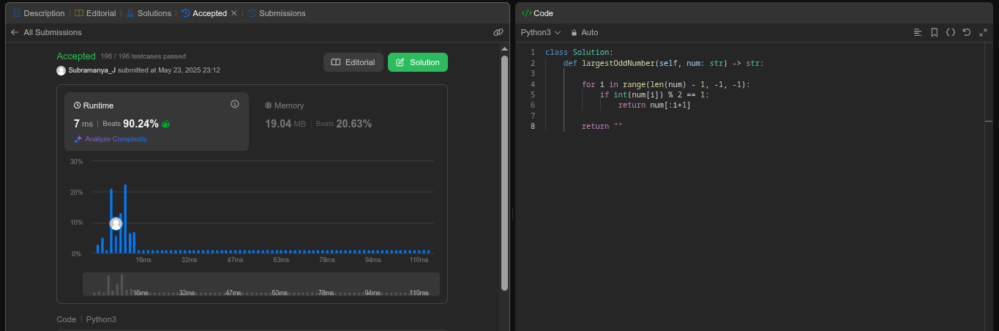 Description | Editorial | Solutions | Accepted × | Submissions
All Submissions
Accepted 196 / 196 testcases passed
Subramanya_J submitted at May 23, 2025 23:12
Editorial
Solution
Runtime
7 ms | Beats 90.24%
Analyze Complexity
Memory
19.04 MB | Beats 20.63%
30%
20%
10%
0%
16ms 32ms 47ms 63ms 78ms 94ms 110ms
16ms 32ms 47ms 63ms 78ms 94ms 110ms
Code | Python3
</> Code
Python3 Auto
1 class Solution:
2     def largestOddNumber(self, num: str) -> str:
3
4         for i in range(len(num) - 1, -1, -1):
5             if int(num[i]) % 2 == 1:
6                 return num[:i+1]
7
8         return ""